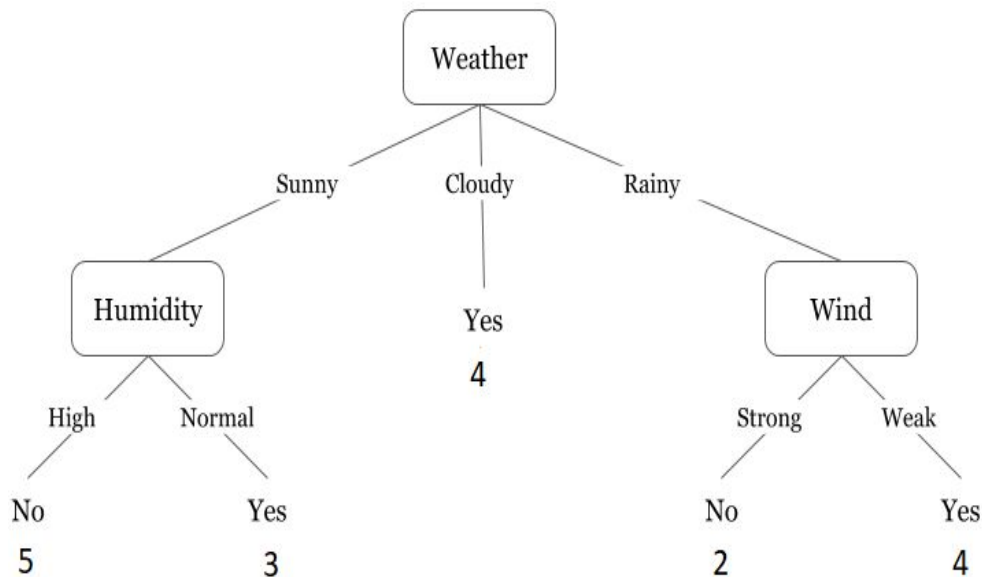 Weather
Sunny
Cloudy
Rainy
Humidity
Yes
4
Wind
High
Normal
Strong
Weak
No
Yes
No
Yes
5
3
2
4